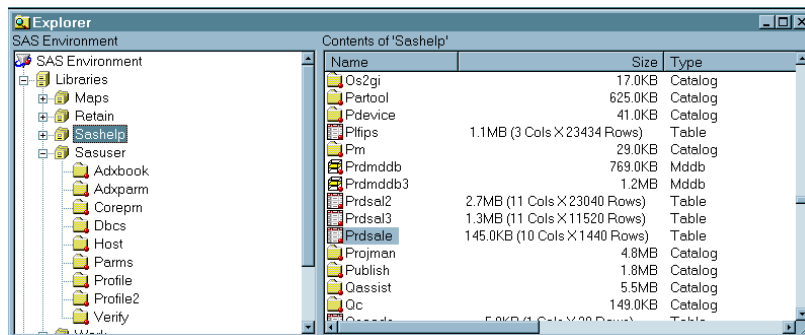 Explorer
SAS Environment
Contents of 'Sashelp'
SAS Environment
Libraries
Maps
Retain
Sashelp
Sasuser
Adxbook
Adxparm
Coreprn
Dbcs
Host
Parms
Profile
Profile2
Verify
Work
Name Size Type
Os2gi 17.0KB Catalog
Partool 625.0KB Catalog
Pdevice 41.0KB Catalog
Plfips 1.1MB (3 Cols X 23434 Rows) Table
Pm 29.0KB Catalog
Prdmddb 769.0KB Mddb
Prdmddb3 1.2MB Mddb
Prdsal2 2.7MB (11 Cols X 23040 Rows) Table
Prdsal3 1.3MB (11 Cols X 11520 Rows) Table
Prdsale 145.0KB (10 Cols X 1440 Rows) Table
Projman 4.8MB Catalog
Publish 1.8MB Catalog
Qassist 5.5MB Catalog
Qc 149.0KB Catalog
Table